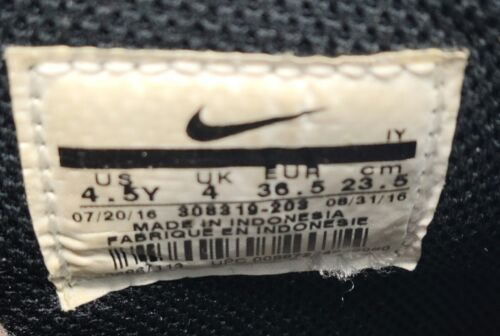 IY
US UK EUR cm
4.5Y 4 36.5 23.5
07/20/16 308319-203 08/31/16
MADE IN INDONESIA
FABRIQUE EN INDONESIE
UPC